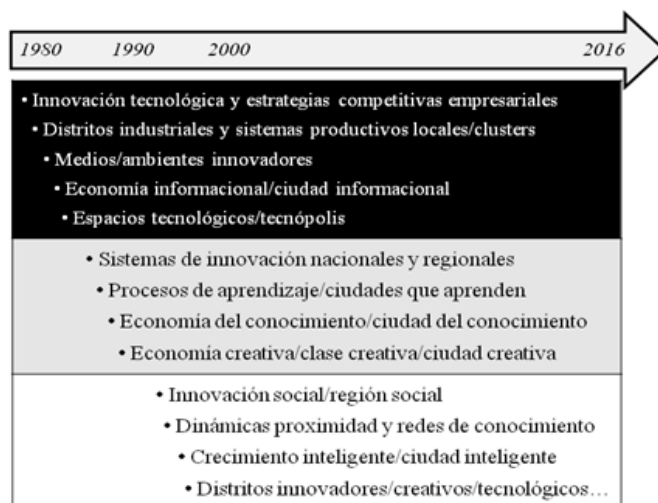 1980 1990 2000 2016
• Innovación tecnológica y estrategias competitivas empresariales
• Distritos industriales y sistemas productivos locales/clusters
• Medios/ambientes innovadores
• Economía informacional/ciudad informacional
• Espacios tecnológicos/tecnópolis
• Sistemas de innovación nacionales y regionales
• Procesos de aprendizaje/ciudades que aprenden
• Economía del conocimiento/ciudad del conocimiento
• Economía creativa/clase creativa/ciudad creativa
• Innovación social/región social
• Dinámicas proximidad y redes de conocimiento
• Crecimiento inteligente/ciudad inteligente
• Distritos innovadores/creativos/tecnológicos…